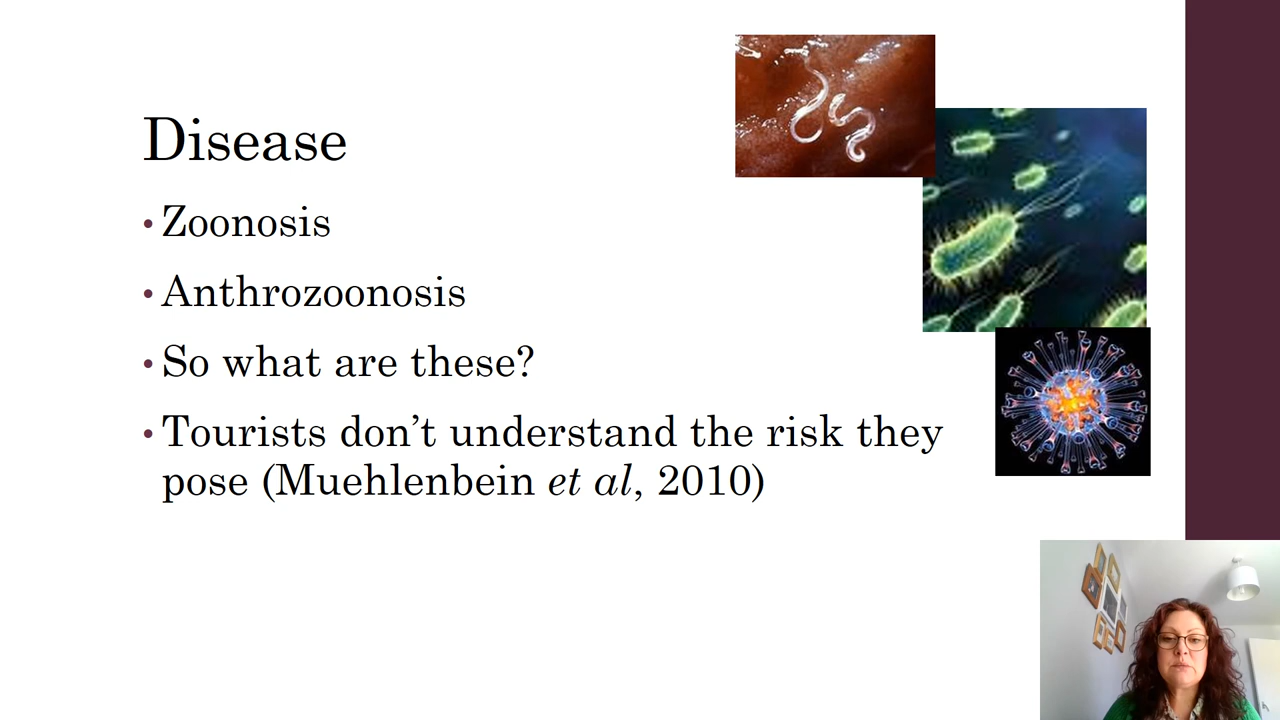 Disease
• Zoonosis
• Anthrozoonosis
• So what are these?
• Tourists don’t understand the risk they
pose (Muehlenbein et al, 2010)